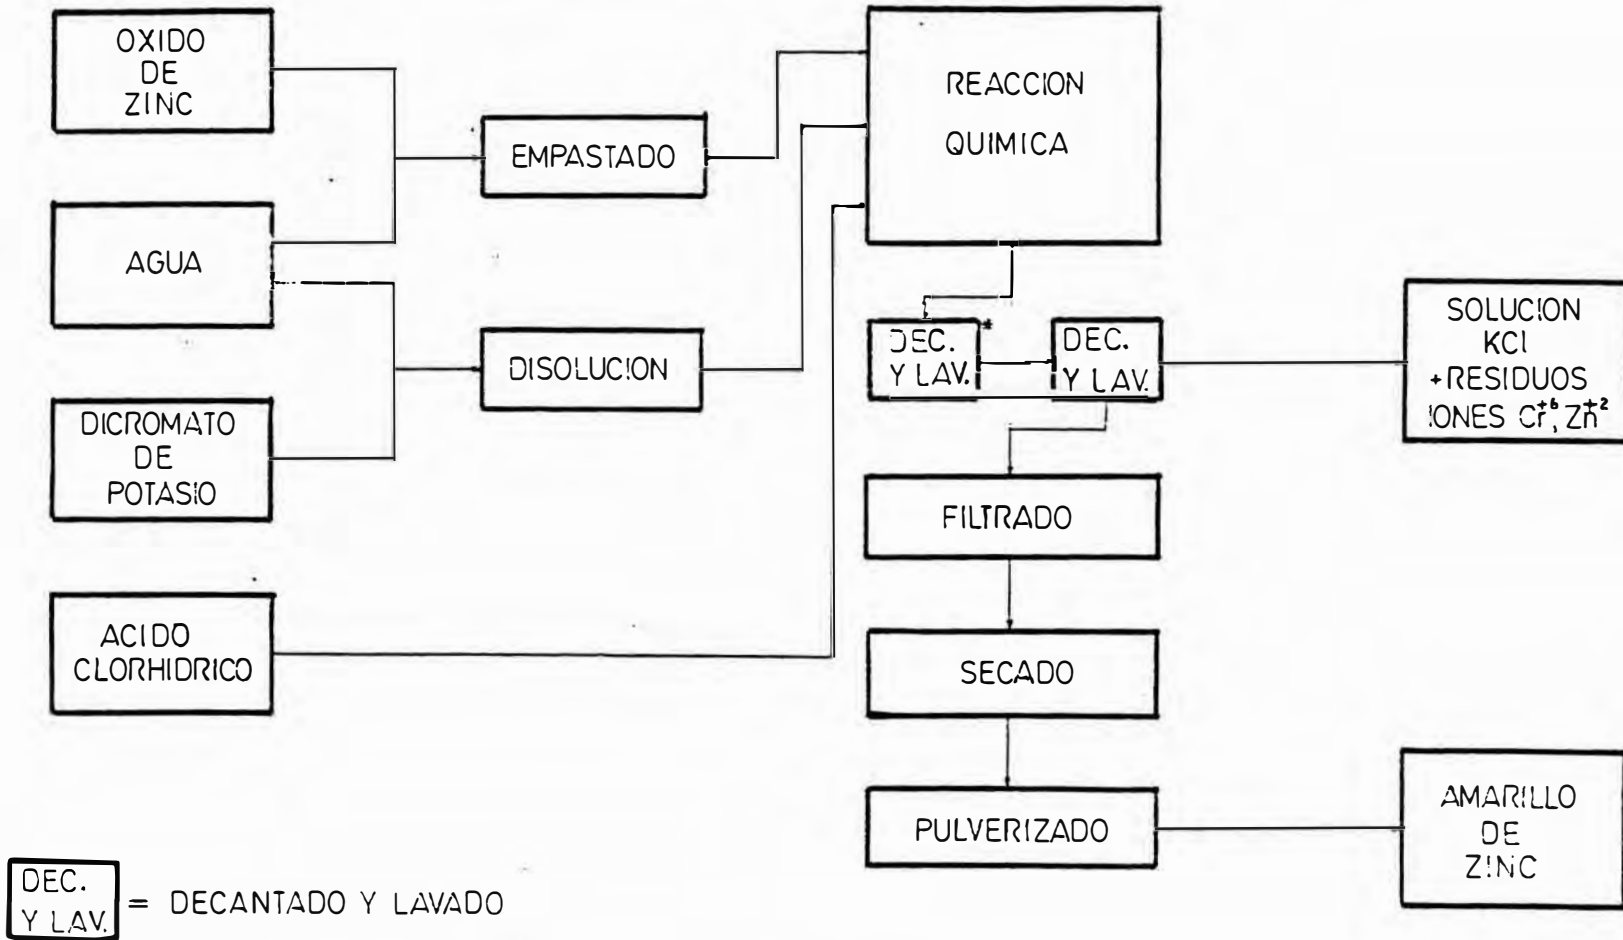 OXIDO
DE
ZINC
AGUA
DICROMATO
DE
POTASIO
ACIDO
CLORHIDRICO
EMPASTADO
DISOLUCION
REACCION
QUIMICA
DEC.
Y LAV.
*
DEC.
Y LAV.
SOLUCION
KCl
+RESIDUOS
IONES Cr⁺⁶, Zn⁺²
FILTRADO
SECADO
PULVERIZADO
AMARILLO
DE
ZINC
DEC.
Y LAV.
= DECANTADO Y LAVADO